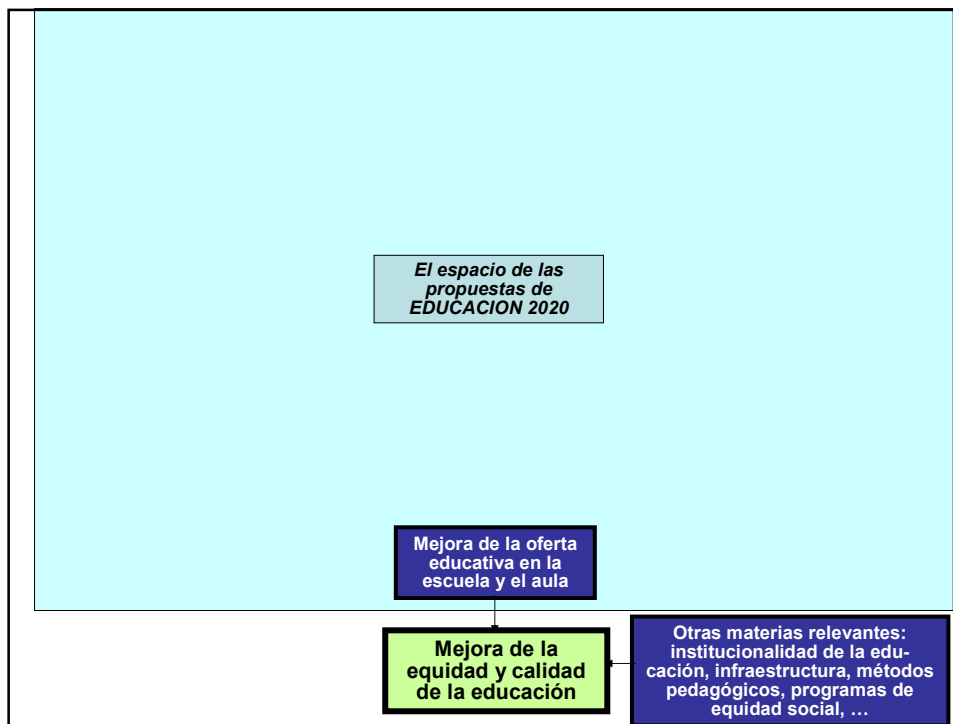 El espacio de las
propuestas de
EDUCACION 2020
Mejora de la oferta
educativa en la
escuela y el aula
Mejora de la
equidad y calidad
de la educación
Otras materias relevantes:
institucionalidad de la edu-
cación, infraestructura, métodos
pedagógicos, programas de
equidad social, …